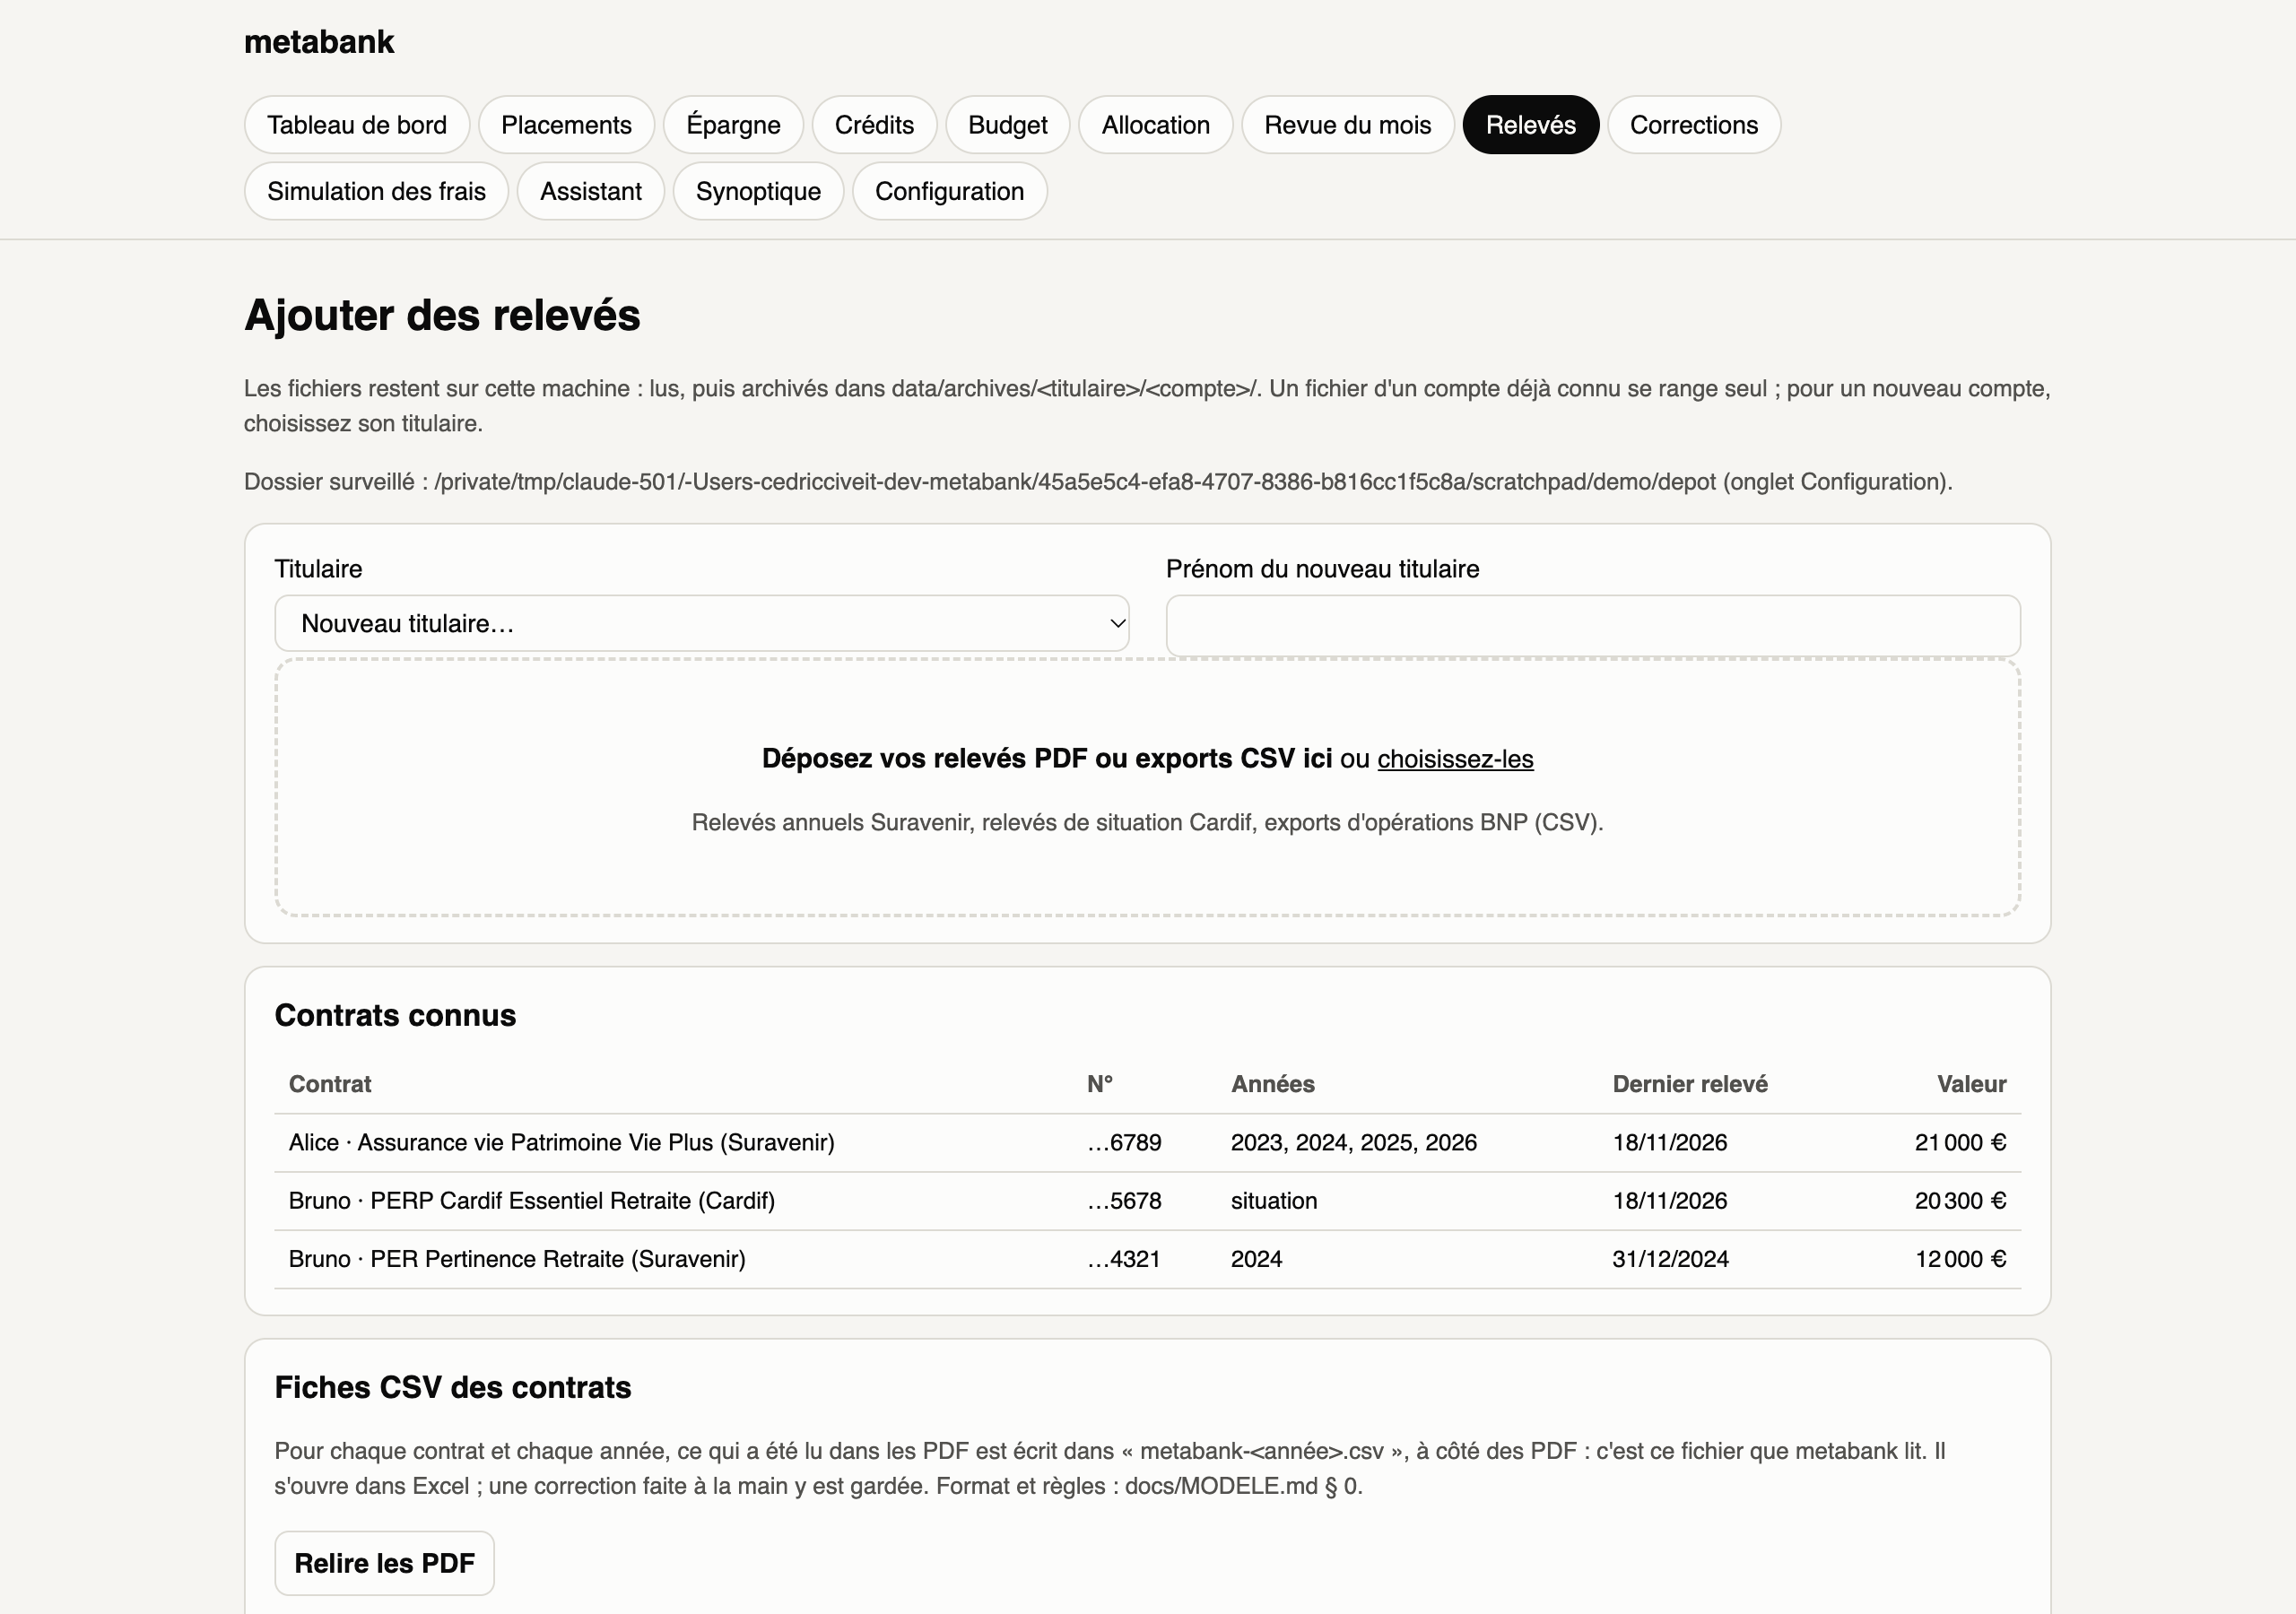 metabank
Tableau de bord Placements Épargne Crédits Budget Allocation Revue du mois Relevés Corrections
Simulation des frais Assistant Synoptique Configuration
Ajouter des relevés
Les fichiers restent sur cette machine : lus, puis archivés dans data/archives/<titulaire>/<compte>/. Un fichier d'un compte déjà connu se range seul ; pour un nouveau compte,
choisissez son titulaire.
Dossier surveillé : /private/tmp/claude-501/-Users-cedricciveit-dev-metabank/45a5e5c4-efa8-4707-8386-b816cc1f5c8a/scratchpad/demo/depot (onglet Configuration).
Titulaire Prénom du nouveau titulaire
Nouveau titulaire…
Déposez vos relevés PDF ou exports CSV ici ou choisissez-les
Relevés annuels Suravenir, relevés de situation Cardif, exports d'opérations BNP (CSV).
Contrats connus
Contrat N° Années Dernier relevé Valeur
Alice · Assurance vie Patrimoine Vie Plus (Suravenir) …6789 2023, 2024, 2025, 2026 18/11/2026 21 000 €
Bruno · PERP Cardif Essentiel Retraite (Cardif) …5678 situation 18/11/2026 20 300 €
Bruno · PER Pertinence Retraite (Suravenir) …4321 2024 31/12/2024 12 000 €
Fiches CSV des contrats
Pour chaque contrat et chaque année, ce qui a été lu dans les PDF est écrit dans « metabank-<année>.csv », à côté des PDF : c'est ce fichier que metabank lit. Il
s'ouvre dans Excel ; une correction faite à la main y est gardée. Format et règles : docs/MODELE.md § 0.
Relire les PDF